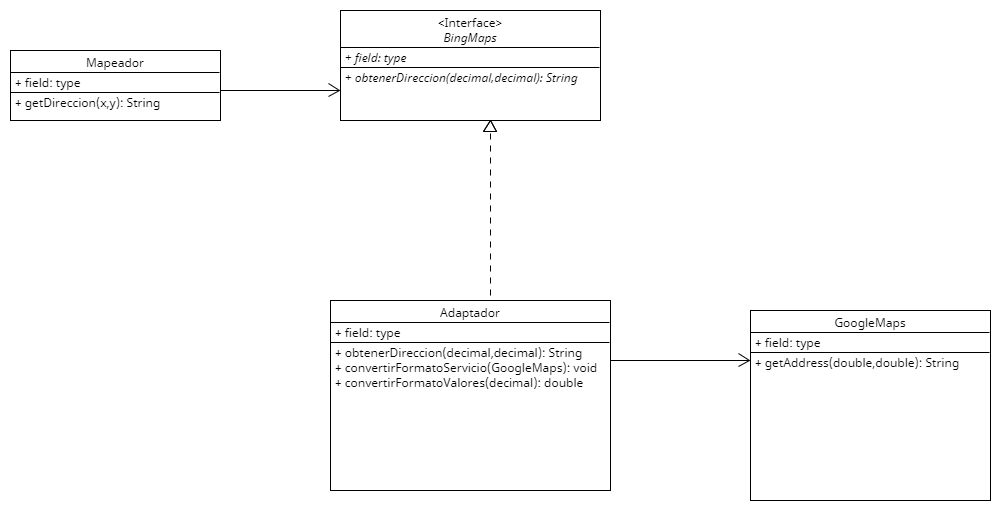 <Interface>
BingMaps
+ field: type
+ obtenerDireccion(decimal,decimal): String
Mapeador
+ field: type
+ getDireccion(x,y): String
Adaptador
+ field: type
+ obtenerDireccion(decimal,decimal): String
+ convertirFormatoServicio(GoogleMaps): void
+ convertirFormatoValores(decimal): double
GoogleMaps
+ field: type
+ getAddress(double,double): String